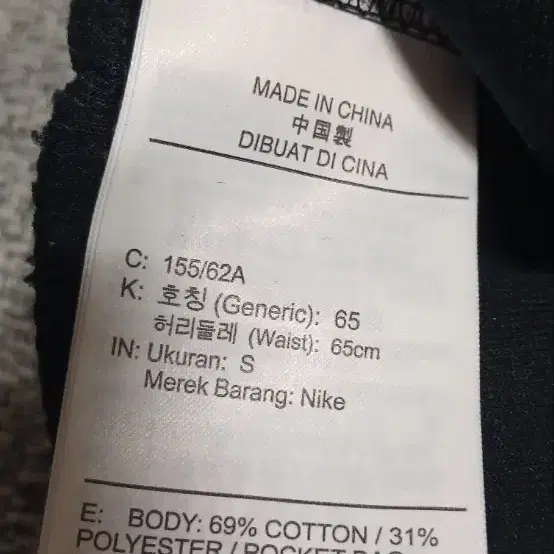 MADE IN CHINA
中国製
DIBUAT DI CINA
C: 155/62A
K: 호칭 (Generic): 65
허리둘레 (Waist): 65cm
IN: Ukuran: S
Merek Barang: Nike
E: BODY: 69% COTTON / 31%
POLYESTER / POCKET